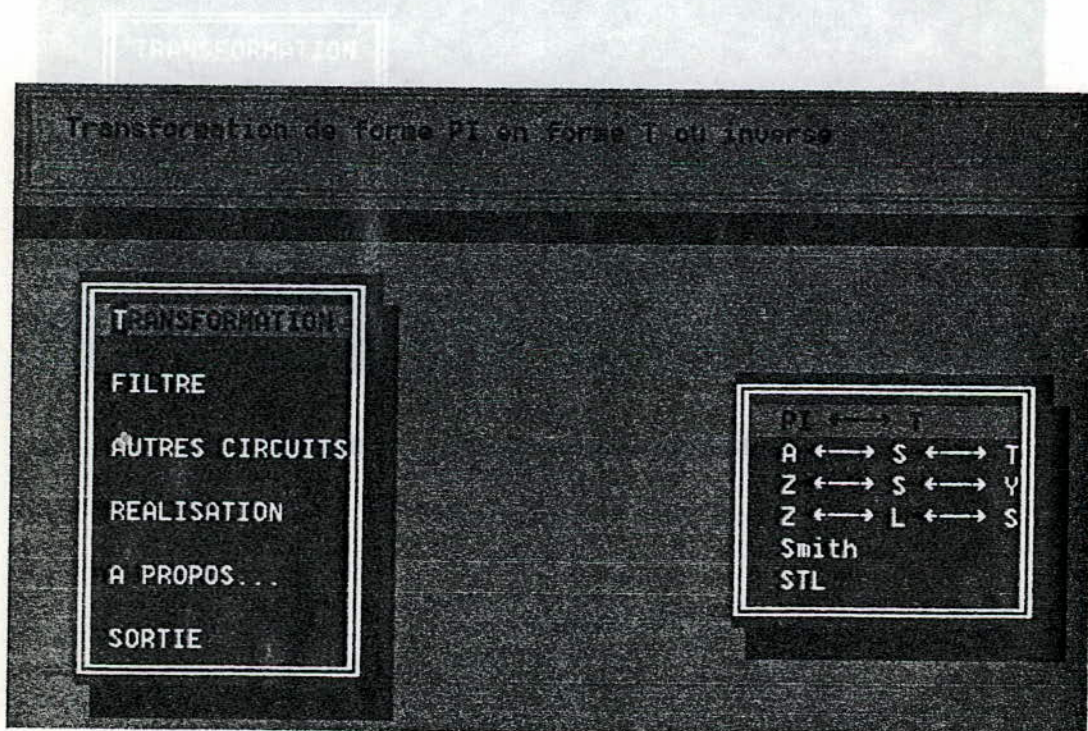 TRANSFORMATION
Transformation de forme PI en forme T ou inverse
TRANSFORMATION
FILTRE
AUTRES CIRCUITS
REALISATION
A PROPOS...
SORTIE
PI ←→ T
A ←→ S ←→ T
Z ←→ S ←→ Y
Z ←→ L ←→ S
Smith
STL